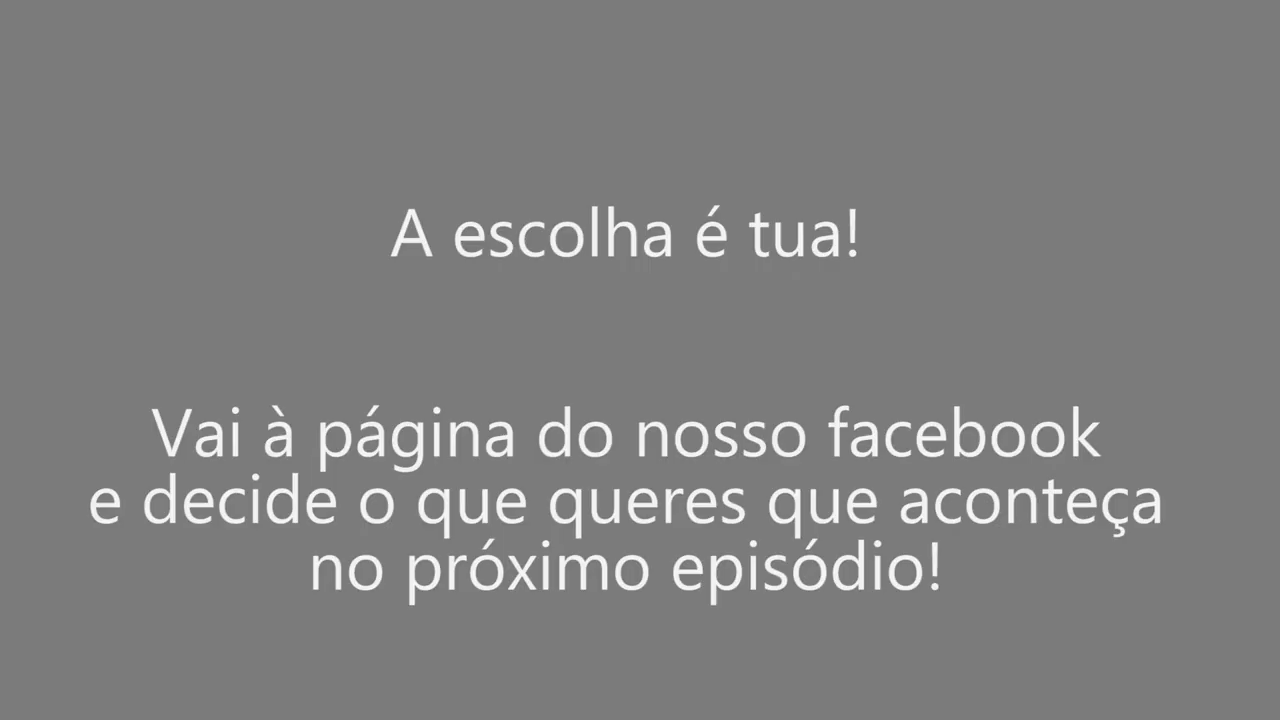 A escolha é tua!
Vai à página do nosso facebook
e decide o que queres que aconteça
no próximo episódio!